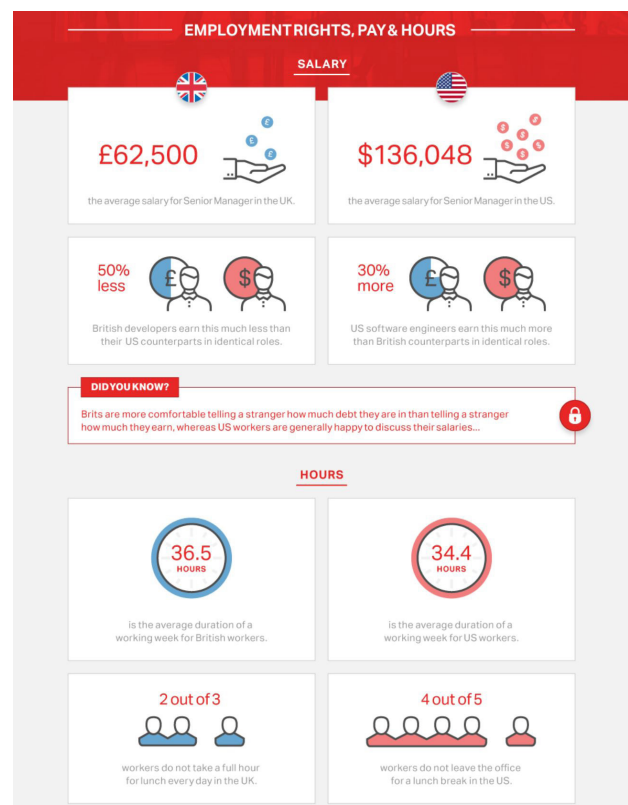 EMPLOYMENT RIGHTS, PAY & HOURS
SALARY
£62,500
£
£
£
the average salary for Senior Manager in the UK.
$136,048
$
$
$
$
$
$
the average salary for Senior Manager in the US.
50%
less
£
$
British developers earn this much less than
their US counterparts in identical roles.
30%
more
£
$
US software engineers earn this much more
than British counterparts in identical roles.
DID YOU KNOW?
Brits are more comfortable telling a stranger how much debt they are in than telling a stranger
how much they earn, whereas US workers are generally happy to discuss their salaries...
HOURS
36.5
HOURS
is the average duration of a
working week for British workers.
34.4
HOURS
is the average duration of a
working week for US workers.
2 out of 3
workers do not take a full hour
for lunch every day in the UK.
4 out of 5
workers do not leave the office
for a lunch break in the US.